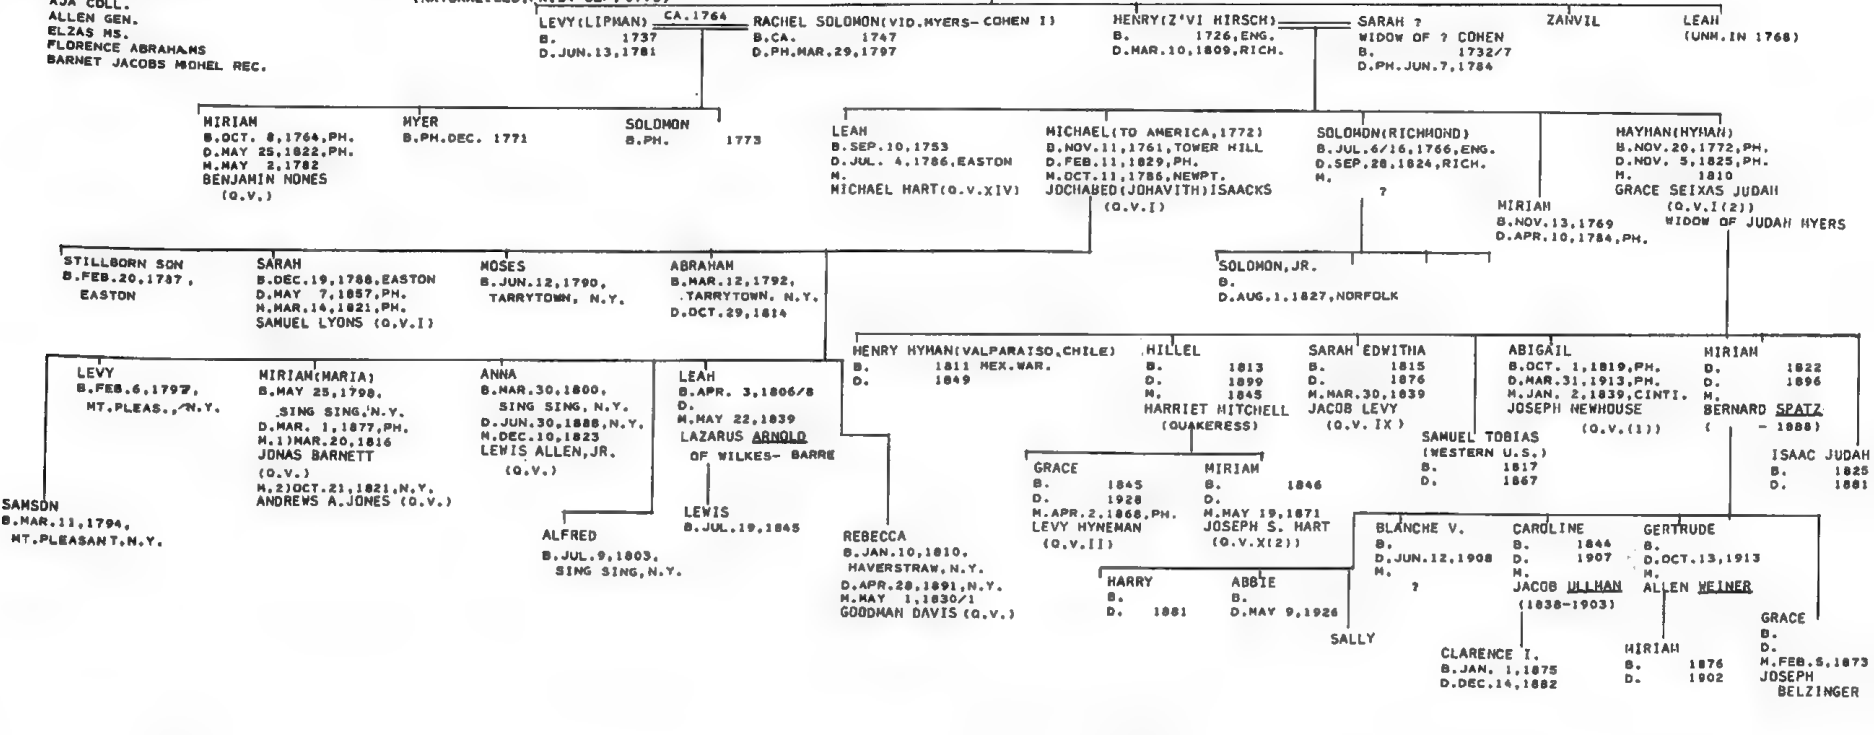 AJA COLL.
ALLEN GEN.
ELZAS MS.
FLORENCE ABRAHAMS
BARNET JACOBS MOHEL REC.
LEVY(LIPMAN)
B. 1737
D.JUN.13,1781
CA.1764
RACHEL SOLOMON(VID.MYERS-COHEN I)
B.CA. 1747
D.PH.MAR.29,1797
HENRY(Z'VI HIRSCH)
B. 1726,ENG.
D.MAR.10,1809,RICH.
SARAH ?
WIDOW OF ? COHEN
B. 1732/7
D.PH.JUN.7,1784
ZANVIL
LEAH
(UNM.IN 1768)
MIRIAM
B.OCT. 8,1764,PH.
D.MAY 25,1822,PH.
M.MAY 2,1782
BENJAMIN NONES
(Q.V.)
MYER
B.PH.DEC. 1771
SOLOMON
B.PH. 1773
LEAH
B.SEP.10,1753
D.JUL. 4,1786,EASTON
M.
MICHAEL HART(Q.V.XIV)
MICHAEL(TO AMERICA,1772)
B.NOV.11,1761,TOWER HILL
D.FEB.11,1829,PH.
M.OCT.11,1786,NEWPT.
JOCHABED(JOHAVITH)ISAACKS
(Q.V.I)
SOLOMON(RICHMOND)
B.JUL.6/16,1766,ENG.
D.SEP.28,1824,RICH.
M.
?
MIRIAM
B.NOV.13,1769
D.APR.10,1784,PH.
HAYMAN(HYMAN)
B.NOV.20,1772,PH.
D.NOV. 5,1825,PH.
M. 1810
GRACE SEIXAS JUDAH
(Q.V.I(2))
WIDOW OF JUDAH MYERS
STILLBORN SON
B.FEB.20,1787,
EASTON
SARAH
B.DEC.19,1788,EASTON
D.MAY 7,1857,PH.
M.MAR.14,1821,PH.
SAMUEL LYONS (Q.V.I)
MOSES
B.JUN.12,1790,
TARRYTOWN, N.Y.
ABRAHAM
B.MAR.12,1792,
TARRYTOWN, N.Y.
D.OCT.29,1814
SOLOMON,JR.
B.
D.AUG.1,1827,NORFOLK
SAMSON
B.MAR.11,1794,
MT.PLEASANT,N.Y.
LEVY
B.FEB.6,1797,
MT.PLEAS.,N.Y.
MIRIAM(MARIA)
B.MAY 25,1798,
SING SING,N.Y.
D.MAR. 1,1877,PH.
M.1)MAR.20,1816
JONAS BARNETT
(Q.V.)
M.2)OCT.21,1821,N.Y.
ANDREWS A.JONES (Q.V.)
ANNA
B.MAR.30,1800,
SING SING, N.Y.
D.JUN.30,1888,N.Y.
M.DEC.10,1823
LEWIS ALLEN,JR.
(Q.V.)
ALFRED
B.JUL.9,1803,
SING SING,N.Y.
LEAH
B.APR. 3,1806/8
D.
M.MAY 22,1839
LAZARUS ARNOLD
OF WILKES- BARRE
LEWIS
B.JUL.19,1845
REBECCA
B.JAN.10,1810,
HAVERSTRAW,N.Y.
D.APR.28,1891,N.Y.
M.MAY 1,1830/1
GOODMAN DAVIS (Q.V.)
HENRY HYMAN(VALPARAISO,CHILE)
B. 1811 MEX.WAR.
D. 1849
HILLEL
B. 1813
D. 1899
M. 1845
HARRIET MITCHELL
(QUAKERESS)
SARAH EDWITHA
B. 1815
D. 1876
M.MAR.30,1839
JACOB LEVY
(Q.V. IX)
SAMUEL TOBIAS
(WESTERN U.S.)
B. 1817
D. 1867
ABIGAIL
B.OCT. 1,1819,PH.
D.MAR.31,1913,PH.
M.JAN. 2,1839,CINTI.
JOSEPH NEWHOUSE
(Q.V.(1))
MIRIAM
D. 1822
D. 1896
M.
BERNARD SPATZ
( - 1888)
ISAAC JUDAH
B. 1825
D. 1881
GRACE
B. 1845
D. 1928
M.APR.2,1868,PH.
LEVY HYNEMAN
(Q.V.II)
MIRIAM
B. 1846
D.
M.MAY 19,1871
JOSEPH S. HART
(Q.V.X(2))
HARRY
B.
D. 1881
ABBIE
B.
D.MAY 9,1926
SALLY
BLANCHE V.
B.
D.JUN.12,1908
M.
?
CAROLINE
B. 1844
D. 1907
M.
JACOB ULLMAN
(1838-1903)
CLARENCE I.
B.JAN. 1,1875
D.DEC.14,1882
GERTRUDE
B.
D.OCT.13,1913
M.
ALLEN WEINER
MIRIAM
B. 1876
D. 1902
GRACE
B.
D.
M.FEB.5,1873
JOSEPH
BELZINGER